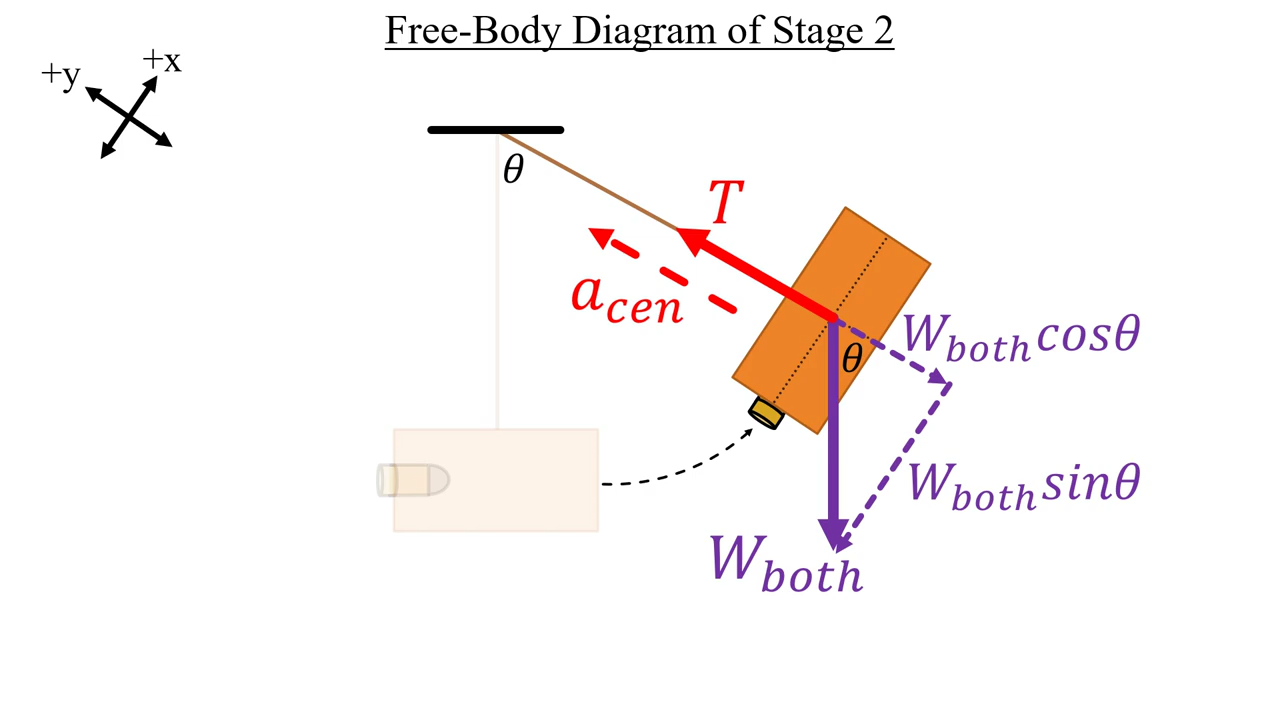 Free-Body Diagram of Stage 2
+y
+x
θ
T
a_cen
θ
W_both cosθ
W_both sinθ
W_both